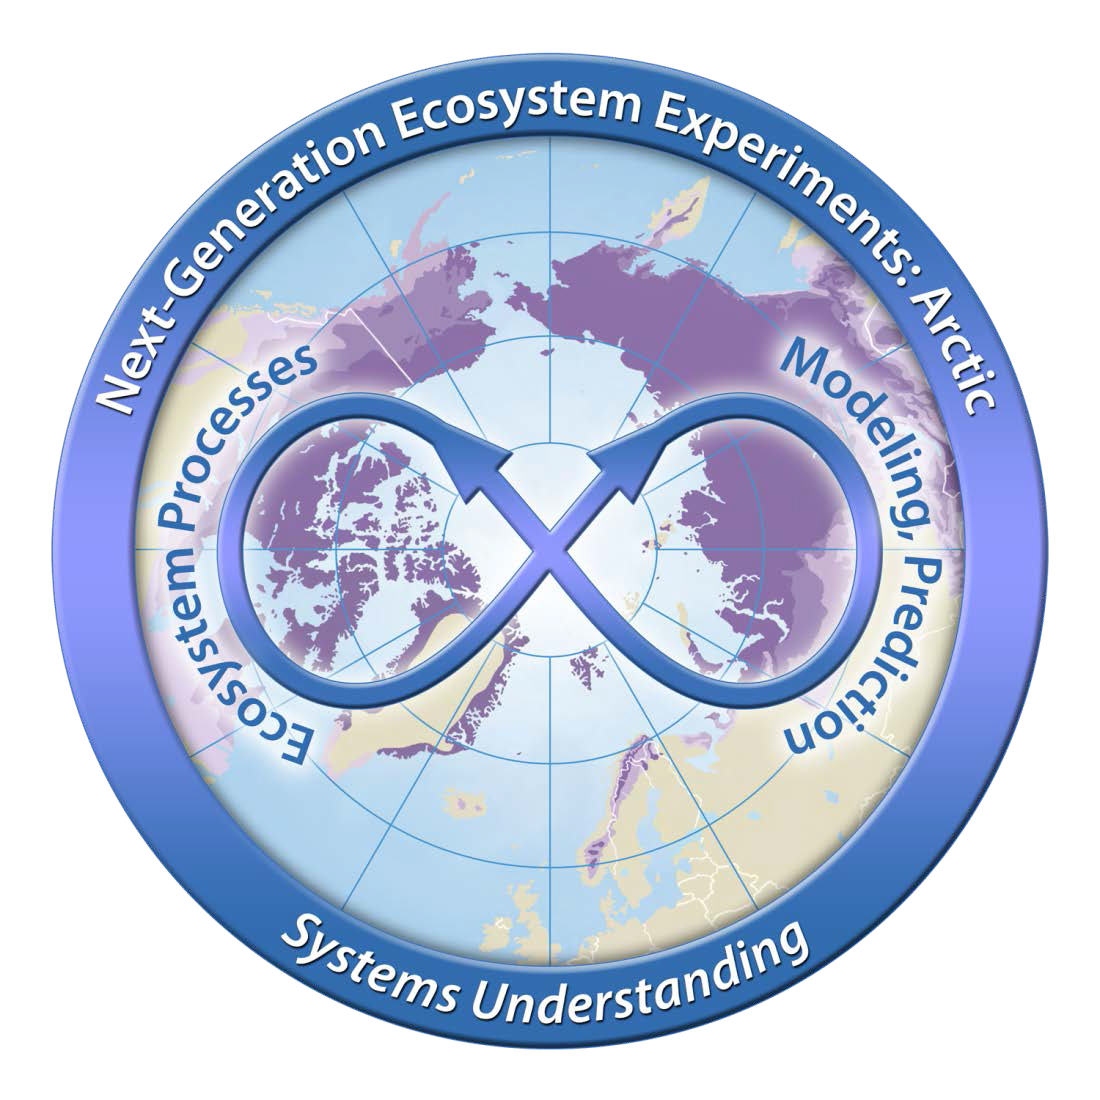 Next-Generation Ecosystem Experiments: Arctic
Ecosystem Processes
Modeling, Prediction
Systems Understanding